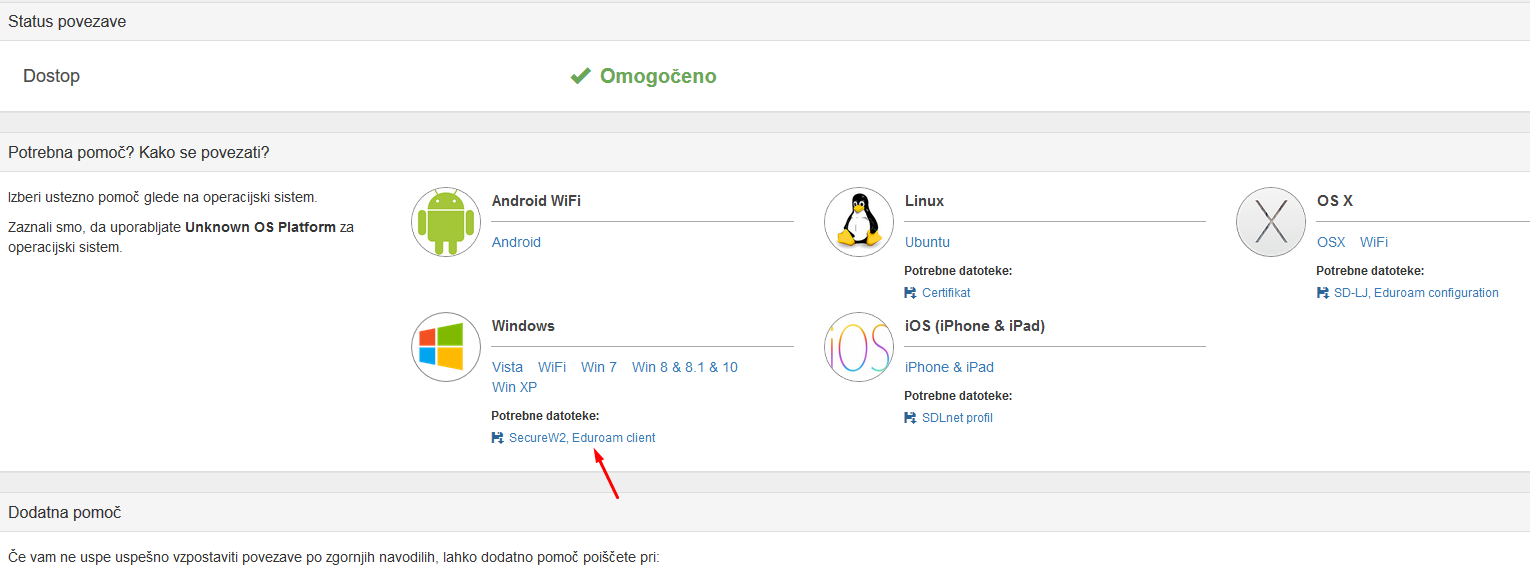 Status povezave
Dostop
Omogočeno
Potrebna pomoč? Kako se povezati?
Izberi ustezno pomoč glede na operacijski sistem.
Zaznali smo, da uporabljate Unknown OS Platform za
operacijski sistem.
Android WiFi
Android
Linux
Ubuntu
Potrebne datoteke:
Certifikat
OS X
OSX WiFi
Potrebne datoteke:
SD-LJ, Eduroam configuration
Windows
Vista WiFi Win 7 Win 8 & 8.1 & 10
Win XP
Potrebne datoteke:
SecureW2, Eduroam client
iOS
iOS (iPhone & iPad)
iPhone & iPad
Potrebne datoteke:
SDLnet profil
Dodatna pomoč
Če vam ne uspe uspešno vzpostaviti povezave po zgornjih navodilih, lahko dodatno pomoč poiščete pri: